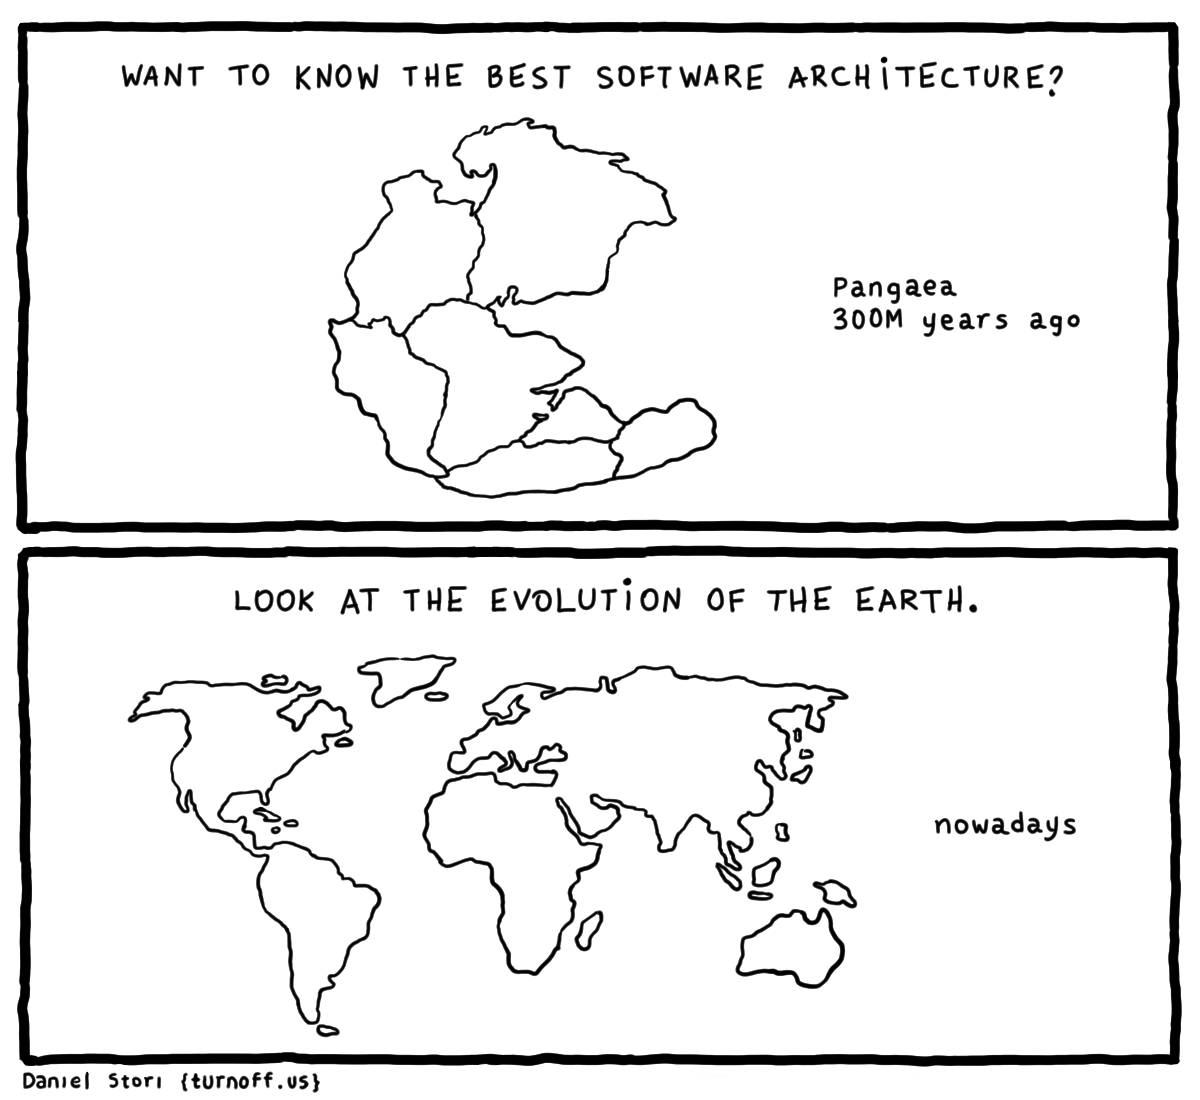 WANT TO KNOW THE BEST SOFTWARE ARCHITECTURE?
Pangaea
300M years ago
LOOK AT THE EVOLUTION OF THE EARTH.
nowadays
Daniel Stori {turnoff.us}